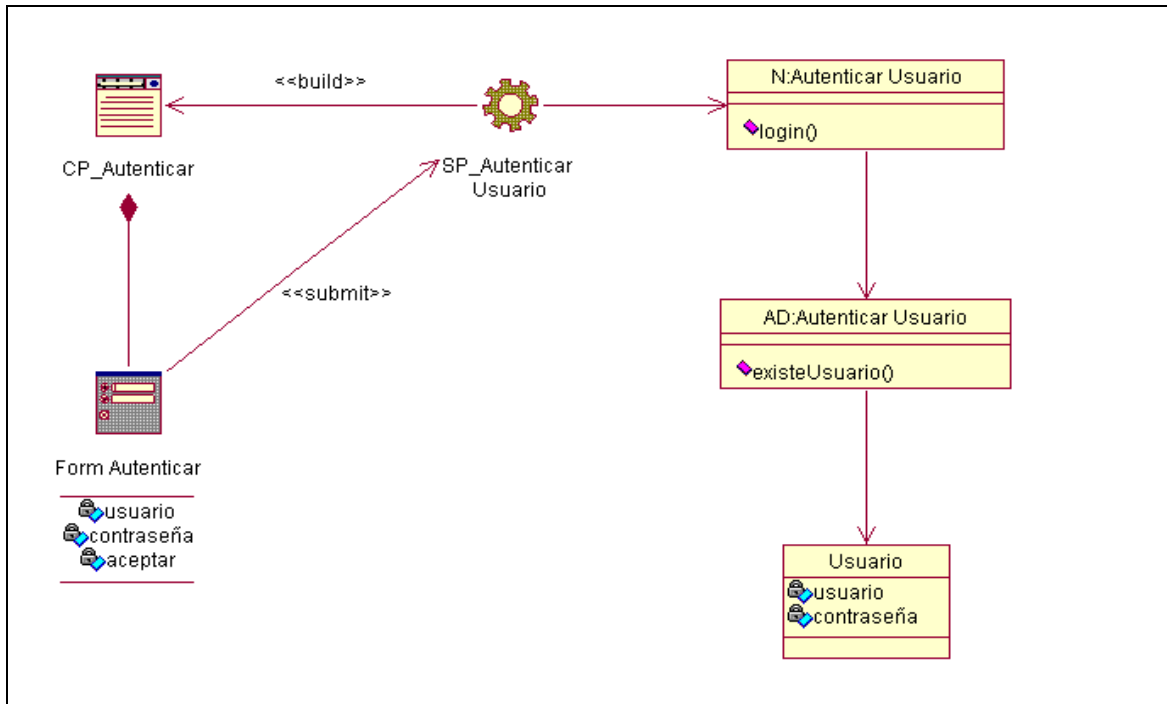 <<build>>
N:Autenticar Usuario
login()
CP_Autenticar
SP_Autenticar
Usuario
<<submit>>
AD:Autenticar Usuario
existeUsuario()
Form Autenticar
usuario
contraseña
aceptar
Usuario
usuario
contraseña